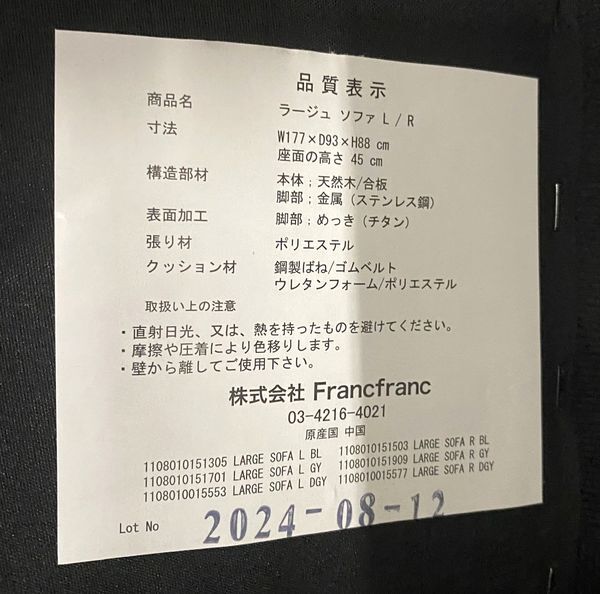 品質表示
商品名 ラージュ ソファ L / R
寸法 W177×D93×H88 cm
座面の高さ 45 cm
構造部材 本体；天然木/合板
脚部；金属（ステンレス鋼）
表面加工 脚部；めっき（チタン）
張り材 ポリエステル
クッション材 鋼製ばね/ゴムベルト
ウレタンフォーム/ポリエステル
取扱い上の注意
・直射日光、又は、熱を持ったものを避けてください。
・摩擦や圧着により色移りします。
・壁から離してご使用下さい。
株式会社 Francfranc
03-4216-4021
原産国 中国
1108010151305 LARGE SOFA L BL 1108010151503 LARGE SOFA R BL
1108010151701 LARGE SOFA L GY 1108010151909 LARGE SOFA R GY
1108010015553 LARGE SOFA L DGY 1108010015577 LARGE SOFA R DGY
Lot No 2024-08-12